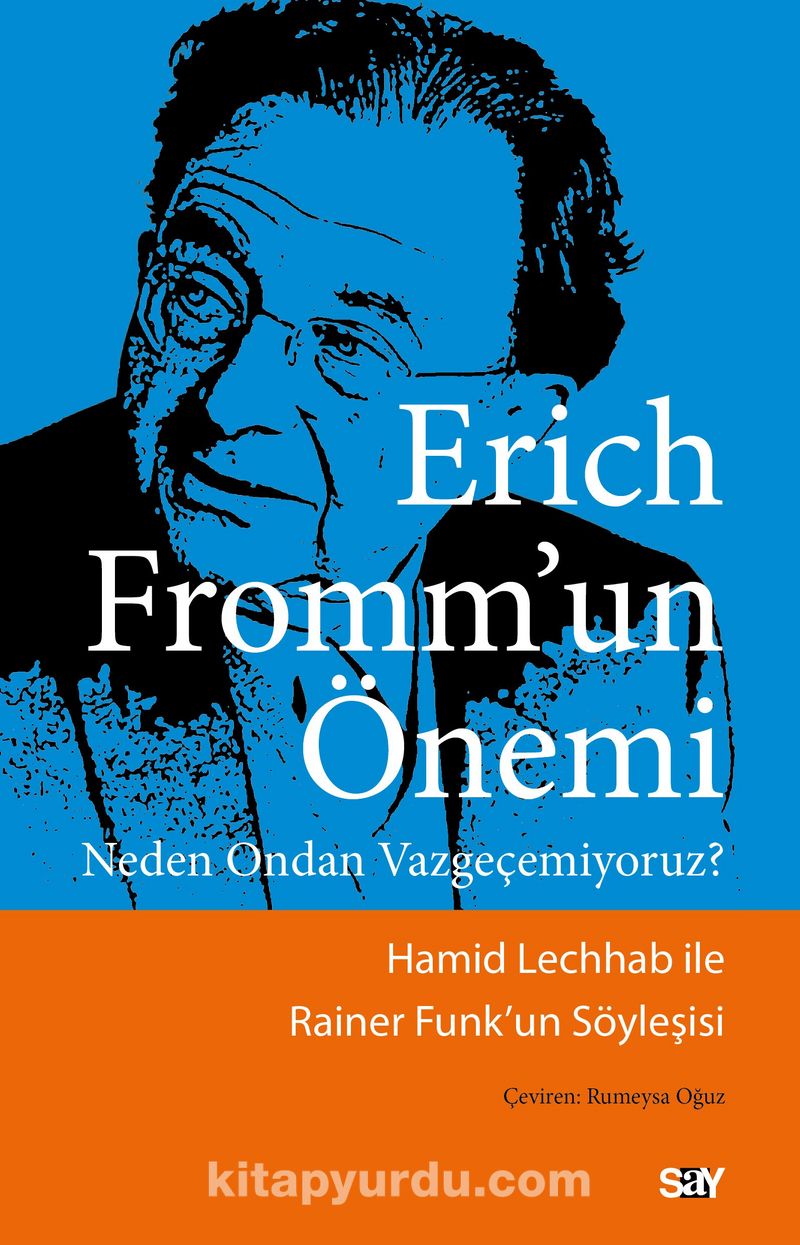 Erich
Fromm’un
Önemi
Neden Ondan Vazgeçemiyoruz?
Hamid Lechhab ile
Rainer Funk’un Söyleşisi
Çeviren: Rumeysa Oğuz
kitapyurdu.com
SAY